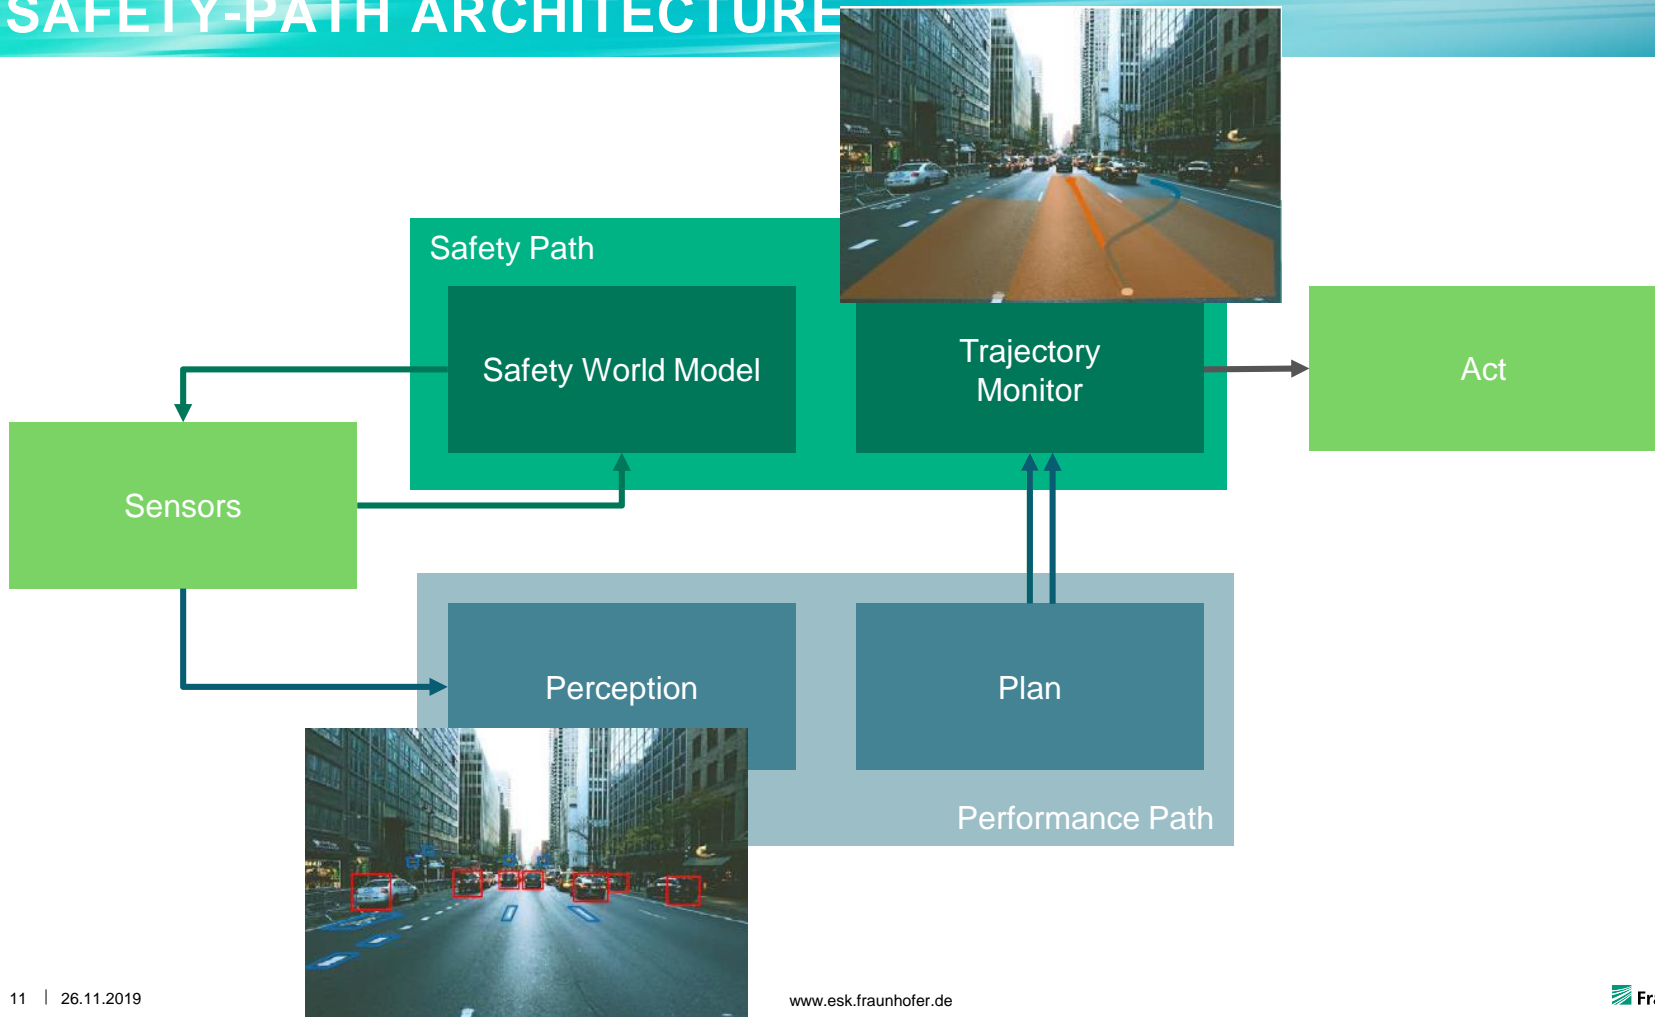 SAFETY-PATH ARCHITECTURE
Safety Path
Safety World Model
Trajectory
Monitor
Act
Sensors
Perception
Plan
Performance Path
11 | 26.11.2019
www.esk.fraunhofer.de
Fra